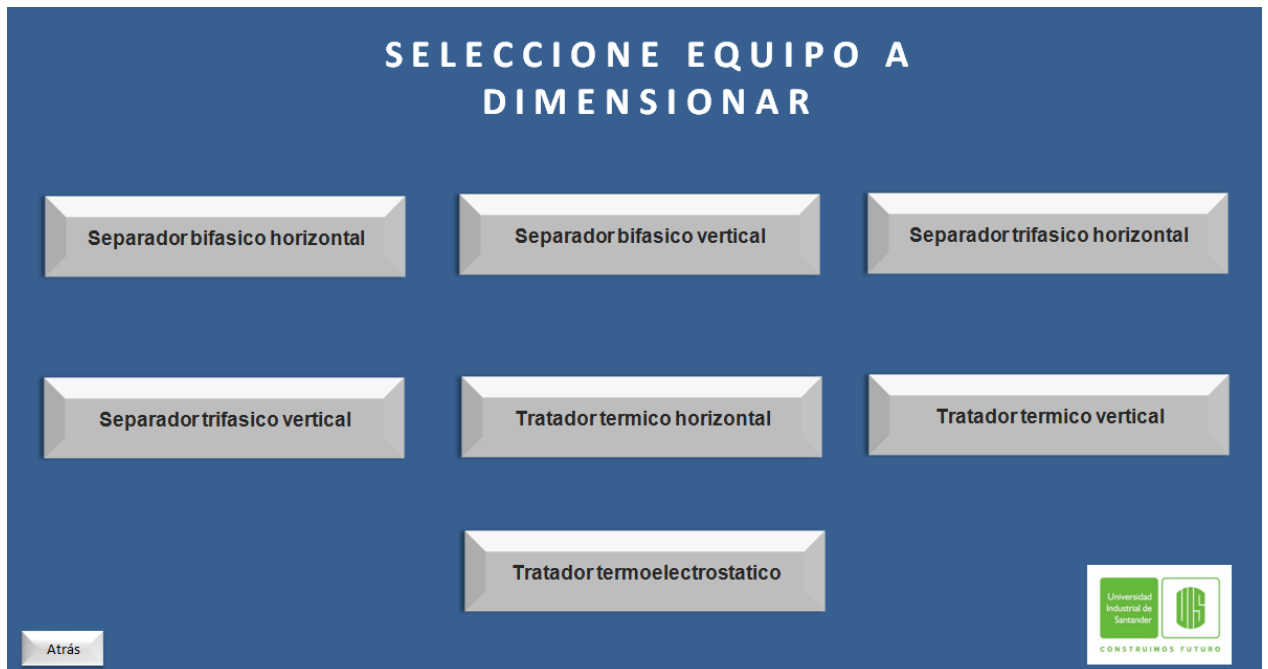 SELECCIONE EQUIPO A
DIMENSIONAR
Separador bifasico horizontal
Separador bifasico vertical
Separador trifasico horizontal
Separador trifasico vertical
Tratador termico horizontal
Tratador termico vertical
Tratador termoelectrostatico
Universidad
Industrial de
Santander
UIS
CONSTRUIMOS FUTURO
Atrás